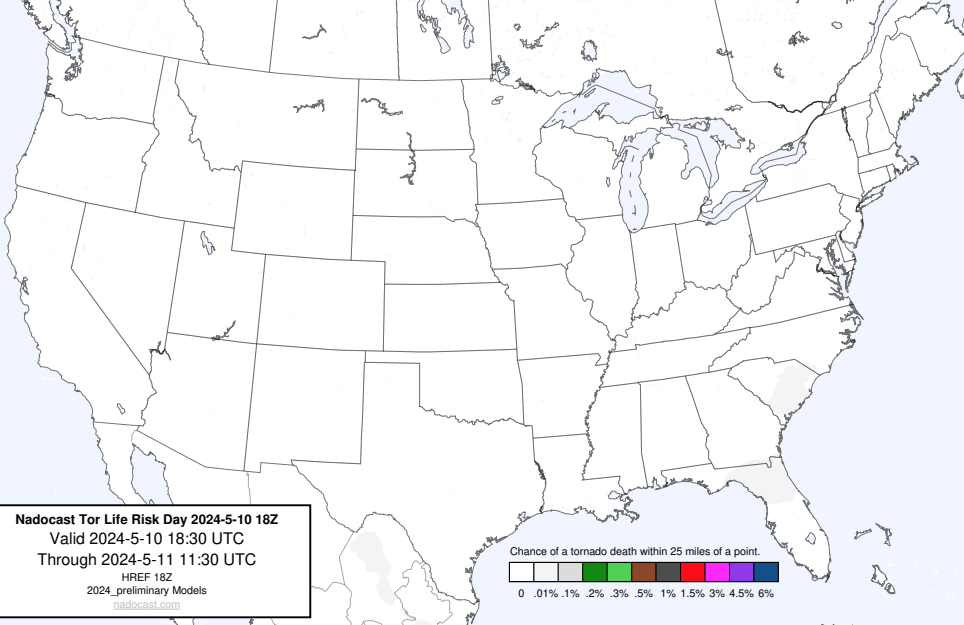 Nadocast Tor Life Risk Day 2024-5-10 18Z
Valid 2024-5-10 18:30 UTC
Through 2024-5-11 11:30 UTC
HREF 18Z
2024_preliminary Models
nadocast.com
Chance of a tornado death within 25 miles of a point.
0 .01% .1% .2% .3% .5% 1% 1.5% 3% 4.5% 6%